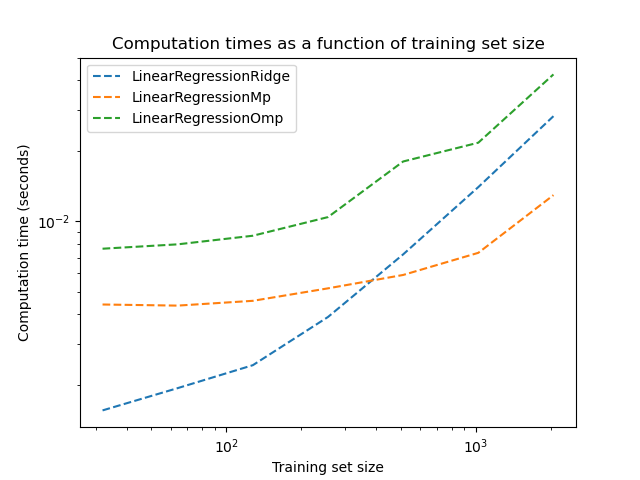 Computation times as a function of training set size
LinearRegressionRidge
LinearRegressionMp
LinearRegressionOmp
Computation time (seconds)
10⁻²
10²
10³
Training set size